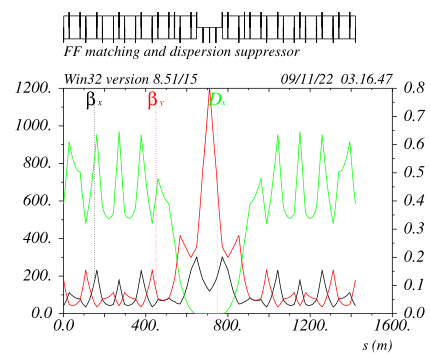 FF matching and dispersion suppressor
Win32 version 8.51/15 09/11/22 03.16.47
1200. βx βy Dx 0.8
0.7
1000.
0.6
800.
0.5
600. 0.4
0.3
400.
0.2
200.
0.1
0.0 0.0
0.0 400. 800. 1200. 1600.
s (m)